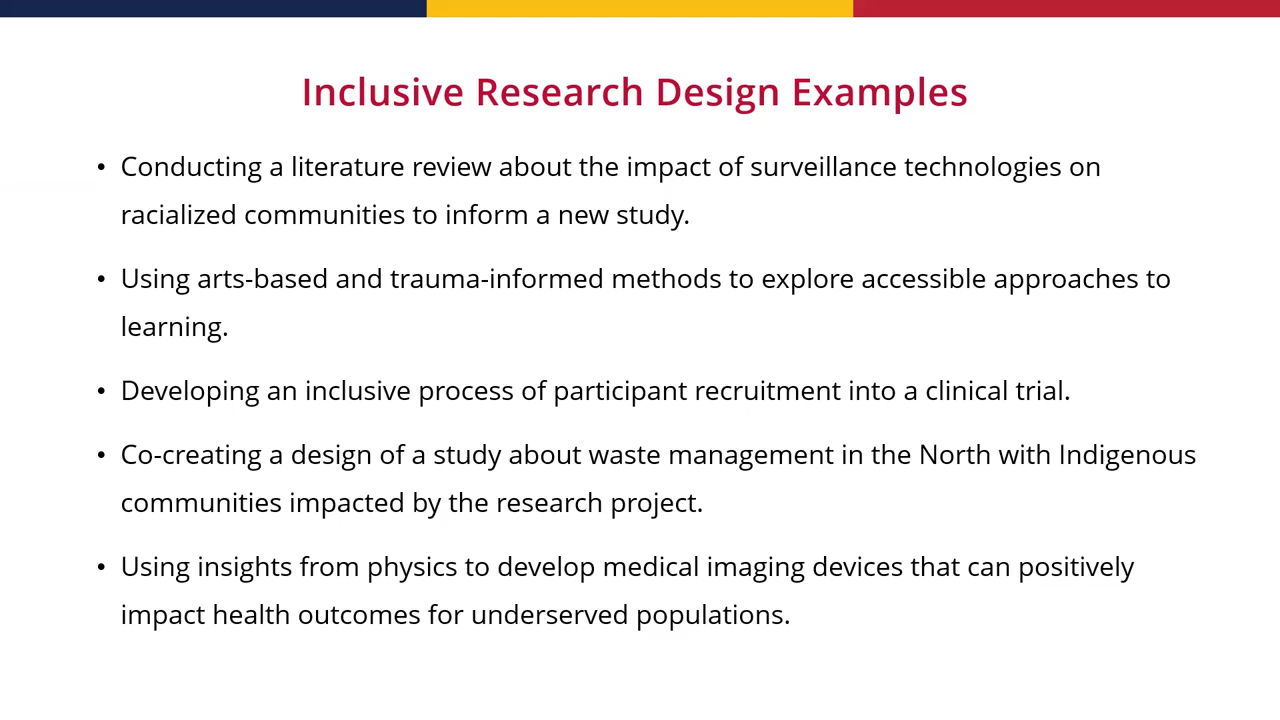 Inclusive Research Design Examples
• Conducting a literature review about the impact of surveillance technologies on
racialized communities to inform a new study.
• Using arts-based and trauma-informed methods to explore accessible approaches to
learning.
• Developing an inclusive process of participant recruitment into a clinical trial.
• Co-creating a design of a study about waste management in the North with Indigenous
communities impacted by the research project.
• Using insights from physics to develop medical imaging devices that can positively
impact health outcomes for underserved populations.